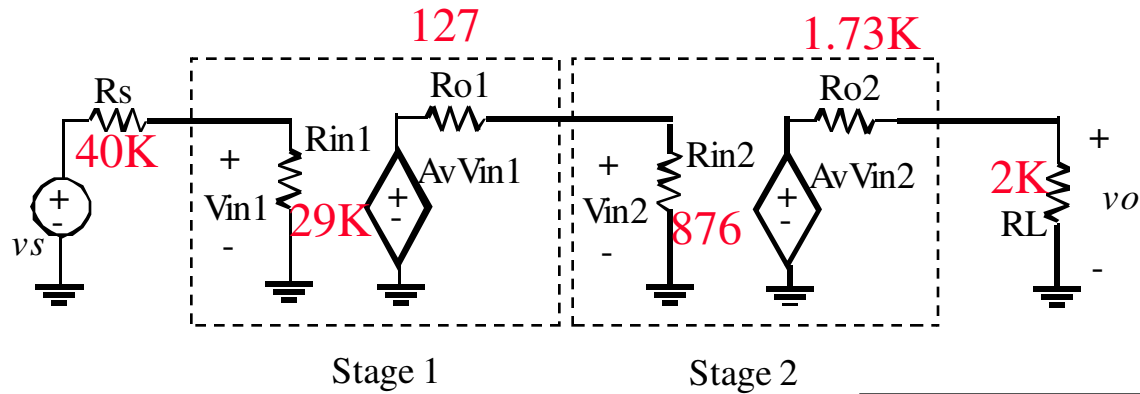 127
1.73K
Rs
Ro1
Ro2
40K
+
-
vs
+
Vin1
-
Rin1
29K
+
-
AvVin1
+
Vin2
-
Rin2
876
+
-
AvVin2
2K
RL
+
vo
-
Stage 1
Stage 2